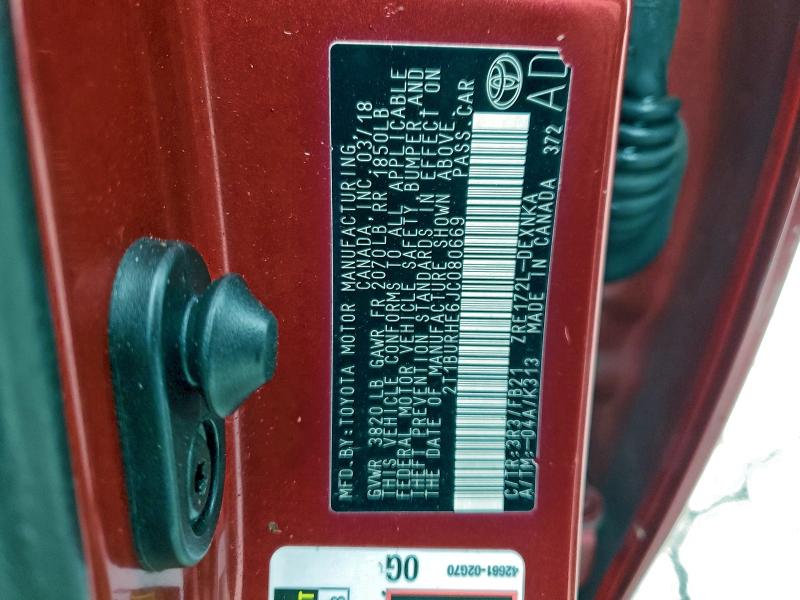 MFD.BY:TOYOTA MOTOR MANUFACTURING
CANADA,INC. 03/18
GVWR 3820LB GAWR FR 2070LB,RR 1850LB
THIS VEHICLE CONFORMS TO ALL APPLICABLE
FEDERAL MOTOR VEHICLE SAFETY, BUMPER,AND
THEFT PREVENTION STANDARDS IN EFFECT ON
THE DATE OF MANUFACTURE SHOWN ABOVE.
2T1BURHE6JC080669 PASS.CAR
C/TR:3R3/FB21 ZRE172L-DEXNKA
A/TM:-04A/K313 MADE IN CANADA 372
AD
0G
42661-02G70